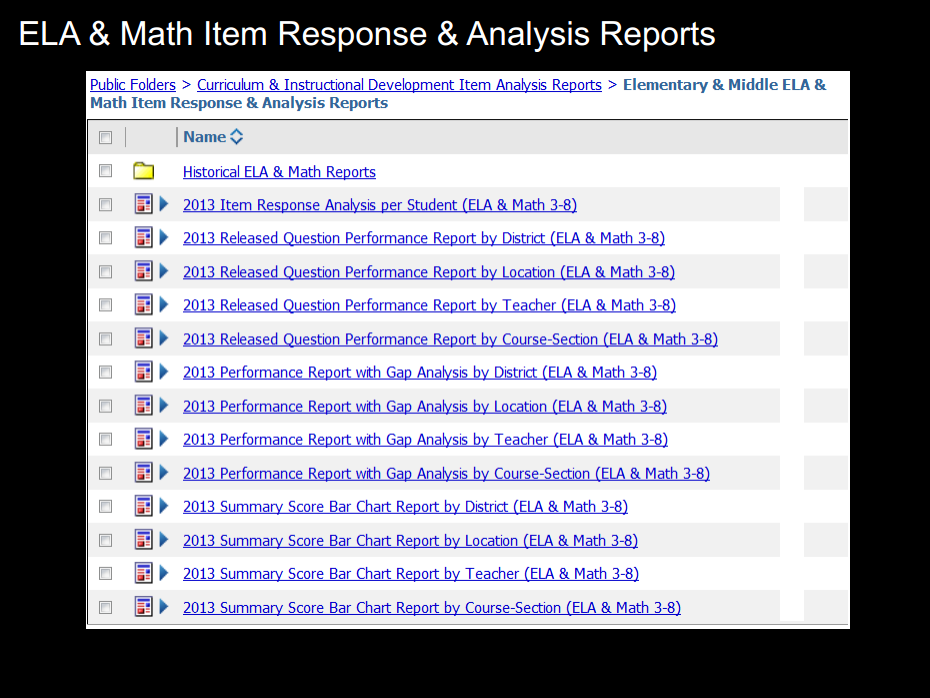 ELA & Math Item Response & Analysis Reports
Public Folders > Curriculum & Instructional Development Item Analysis Reports > Elementary & Middle ELA &
Math Item Response & Analysis Reports
Name
Historical ELA & Math Reports
2013 Item Response Analysis per Student (ELA & Math 3-8)
2013 Released Question Performance Report by District (ELA & Math 3-8)
2013 Released Question Performance Report by Location (ELA & Math 3-8)
2013 Released Question Performance Report by Teacher (ELA & Math 3-8)
2013 Released Question Performance Report by Course-Section (ELA & Math 3-8)
2013 Performance Report with Gap Analysis by District (ELA & Math 3-8)
2013 Performance Report with Gap Analysis by Location (ELA & Math 3-8)
2013 Performance Report with Gap Analysis by Teacher (ELA & Math 3-8)
2013 Performance Report with Gap Analysis by Course-Section (ELA & Math 3-8)
2013 Summary Score Bar Chart Report by District (ELA & Math 3-8)
2013 Summary Score Bar Chart Report by Location (ELA & Math 3-8)
2013 Summary Score Bar Chart Report by Teacher (ELA & Math 3-8)
2013 Summary Score Bar Chart Report by Course-Section (ELA & Math 3-8)